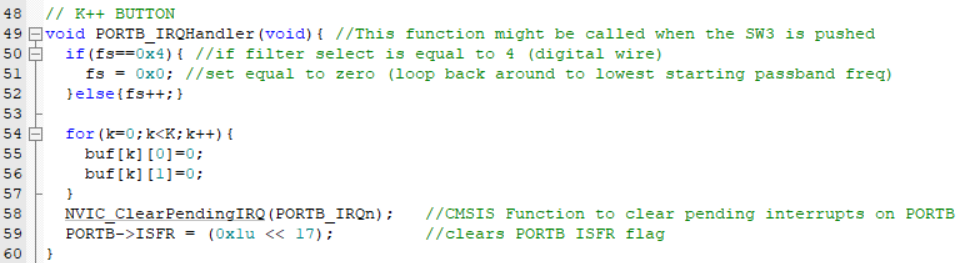 48 // K++ BUTTON
49 void PORTB_IRQHandler(void){ //This function might be called when the SW3 is pushed
50 if(fs==0x4){ //if filter select is equal to 4 (digital wire)
51 fs = 0x0; //set equal to zero (loop back around to lowest starting passband freq)
52 }else{fs++;}
53
54 for(k=0;k<K;k++){
55 buf[k][0]=0;
56 buf[k][1]=0;
57 }
58 NVIC_ClearPendingIRQ(PORTB_IRQn); //CMSIS Function to clear pending interrupts on PORTB
59 PORTB->ISFR = (0x1u << 17); //clears PORTB ISFR flag
60 }